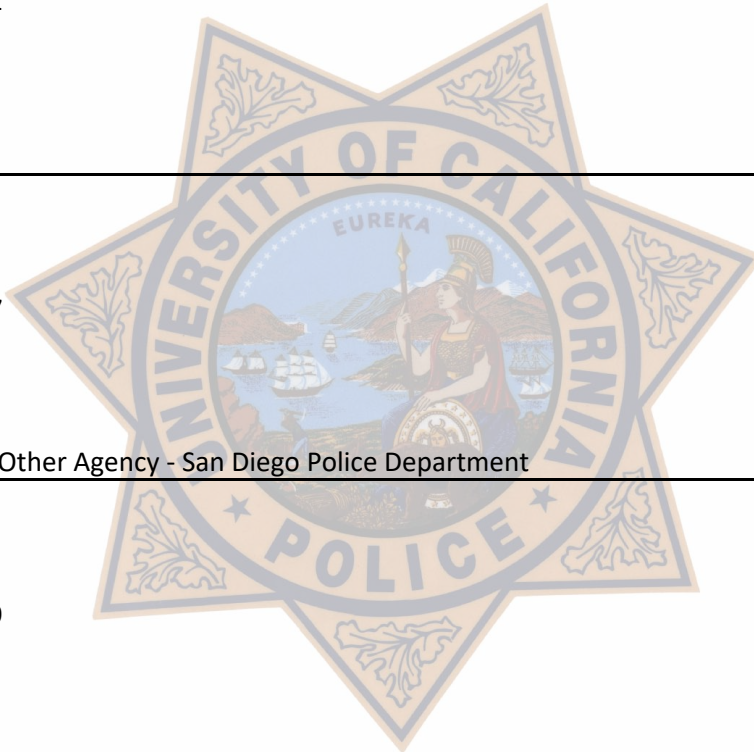 UNIVERSITY OF CALIFORNIA
EUREKA
Other Agency - San Diego Police Department
POLICE